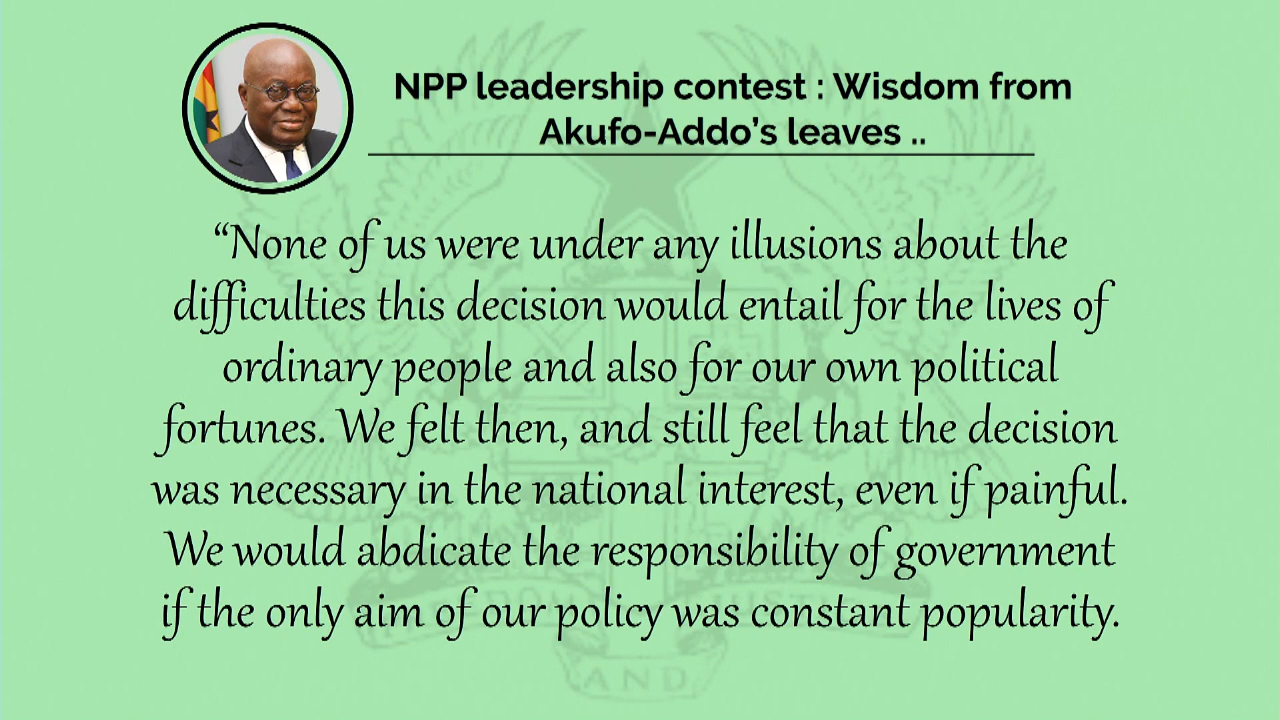 NPP leadership contest : Wisdom from
Akufo-Addo’s leaves ..
“None of us were under any illusions about the
difficulties this decision would entail for the lives of
ordinary people and also for our own political
fortunes. We felt then, and still feel that the decision
was necessary in the national interest, even if painful.
We would abdicate the responsibility of government
if the only aim of our policy was constant popularity.
AND